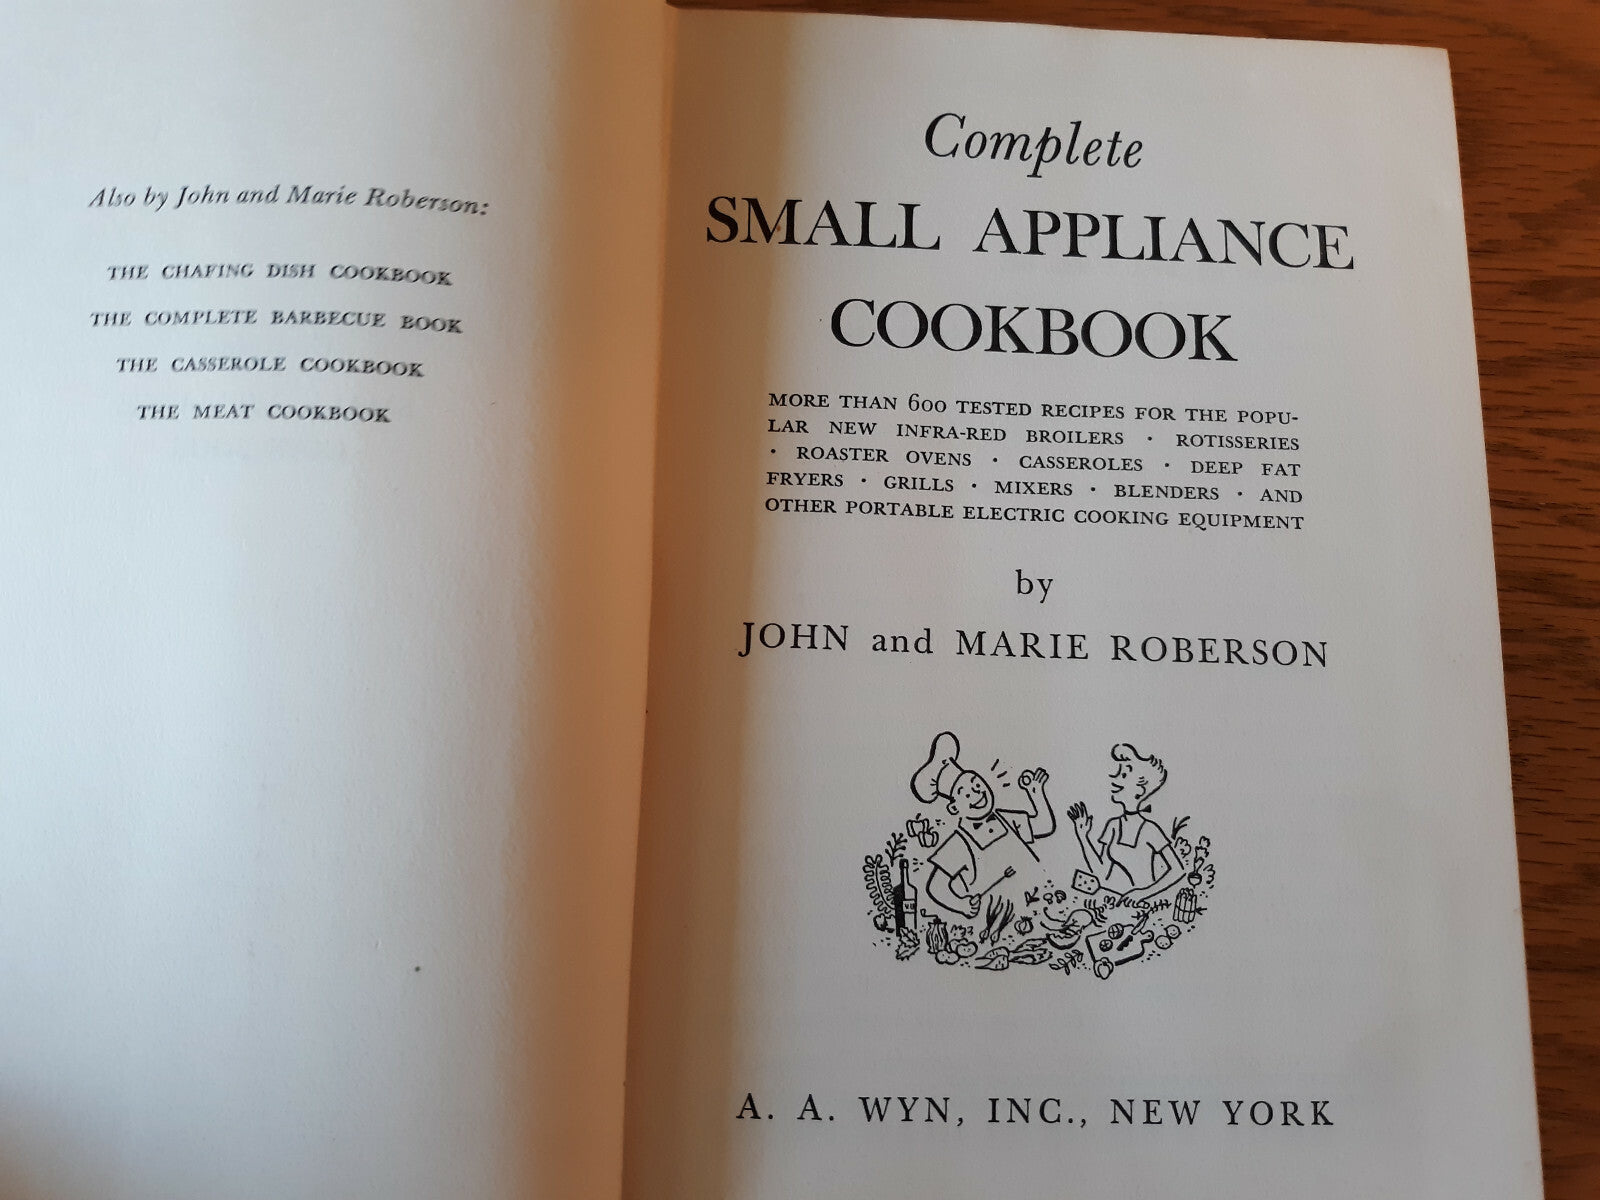 Also by John and Marie Roberson:
THE CHAFING DISH COOKBOOK
THE COMPLETE BARBECUE BOOK
THE CASSEROLE COOKBOOK
THE MEAT COOKBOOK
Complete
SMALL APPLIANCE
COOKBOOK
MORE THAN 600 TESTED RECIPES FOR THE POPU-
LAR NEW INFRA-RED BROILERS · ROTISSERIES
· ROASTER OVENS · CASSEROLES · DEEP FAT
FRYERS · GRILLS · MIXERS · BLENDERS · AND
OTHER PORTABLE ELECTRIC COOKING EQUIPMENT
by
JOHN and MARIE ROBERSON
A. A. WYN, INC., NEW YORK